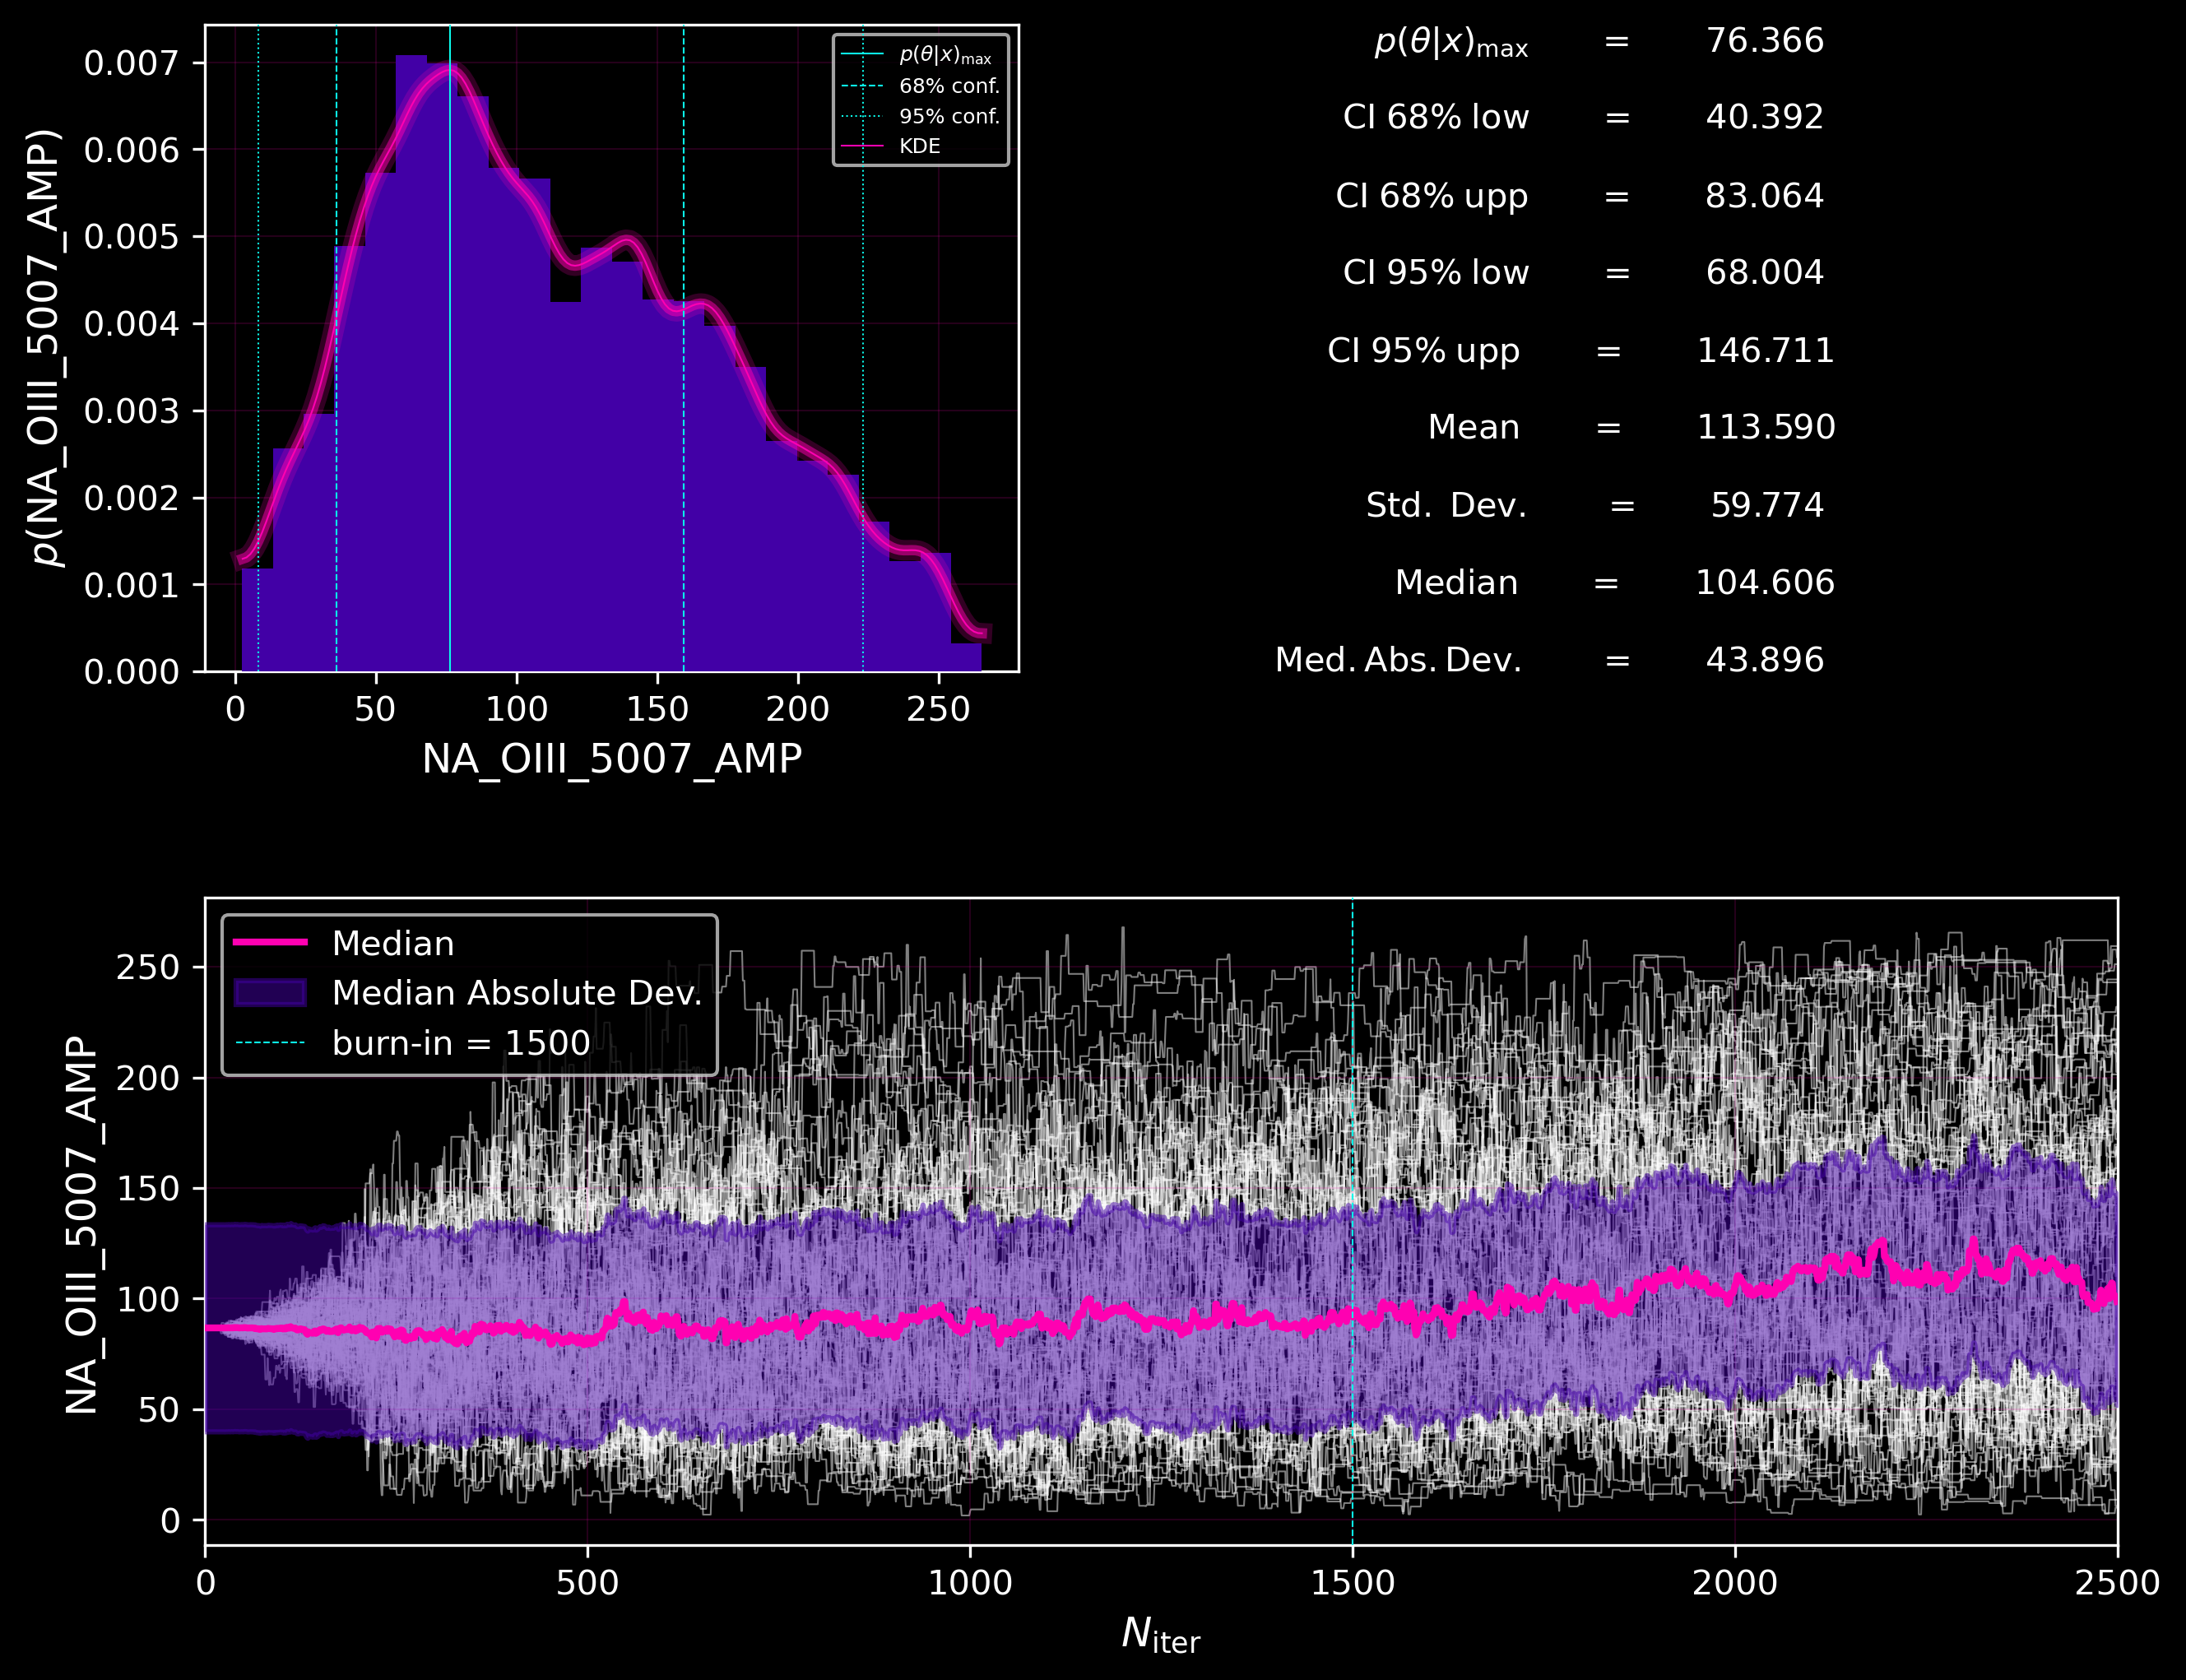 p(NA_OIII_5007_AMP)
0.007
0.006
0.005
0.004
0.003
0.002
0.001
0.000
0 50 100 150 200 250
NA_OIII_5007_AMP
p(θ|x)max
68% conf.
95% conf.
KDE
p(θ|x)max = 76.366
CI 68% low = 40.392
CI 68% upp = 83.064
CI 95% low = 68.004
CI 95% upp = 146.711
Mean = 113.590
Std. Dev. = 59.774
Median = 104.606
Med. Abs. Dev. = 43.896
NA_OIII_5007_AMP
250
200
150
100
50
0
Median
Median Absolute Dev.
burn-in = 1500
0 500 1000 1500 2000 2500
Niter